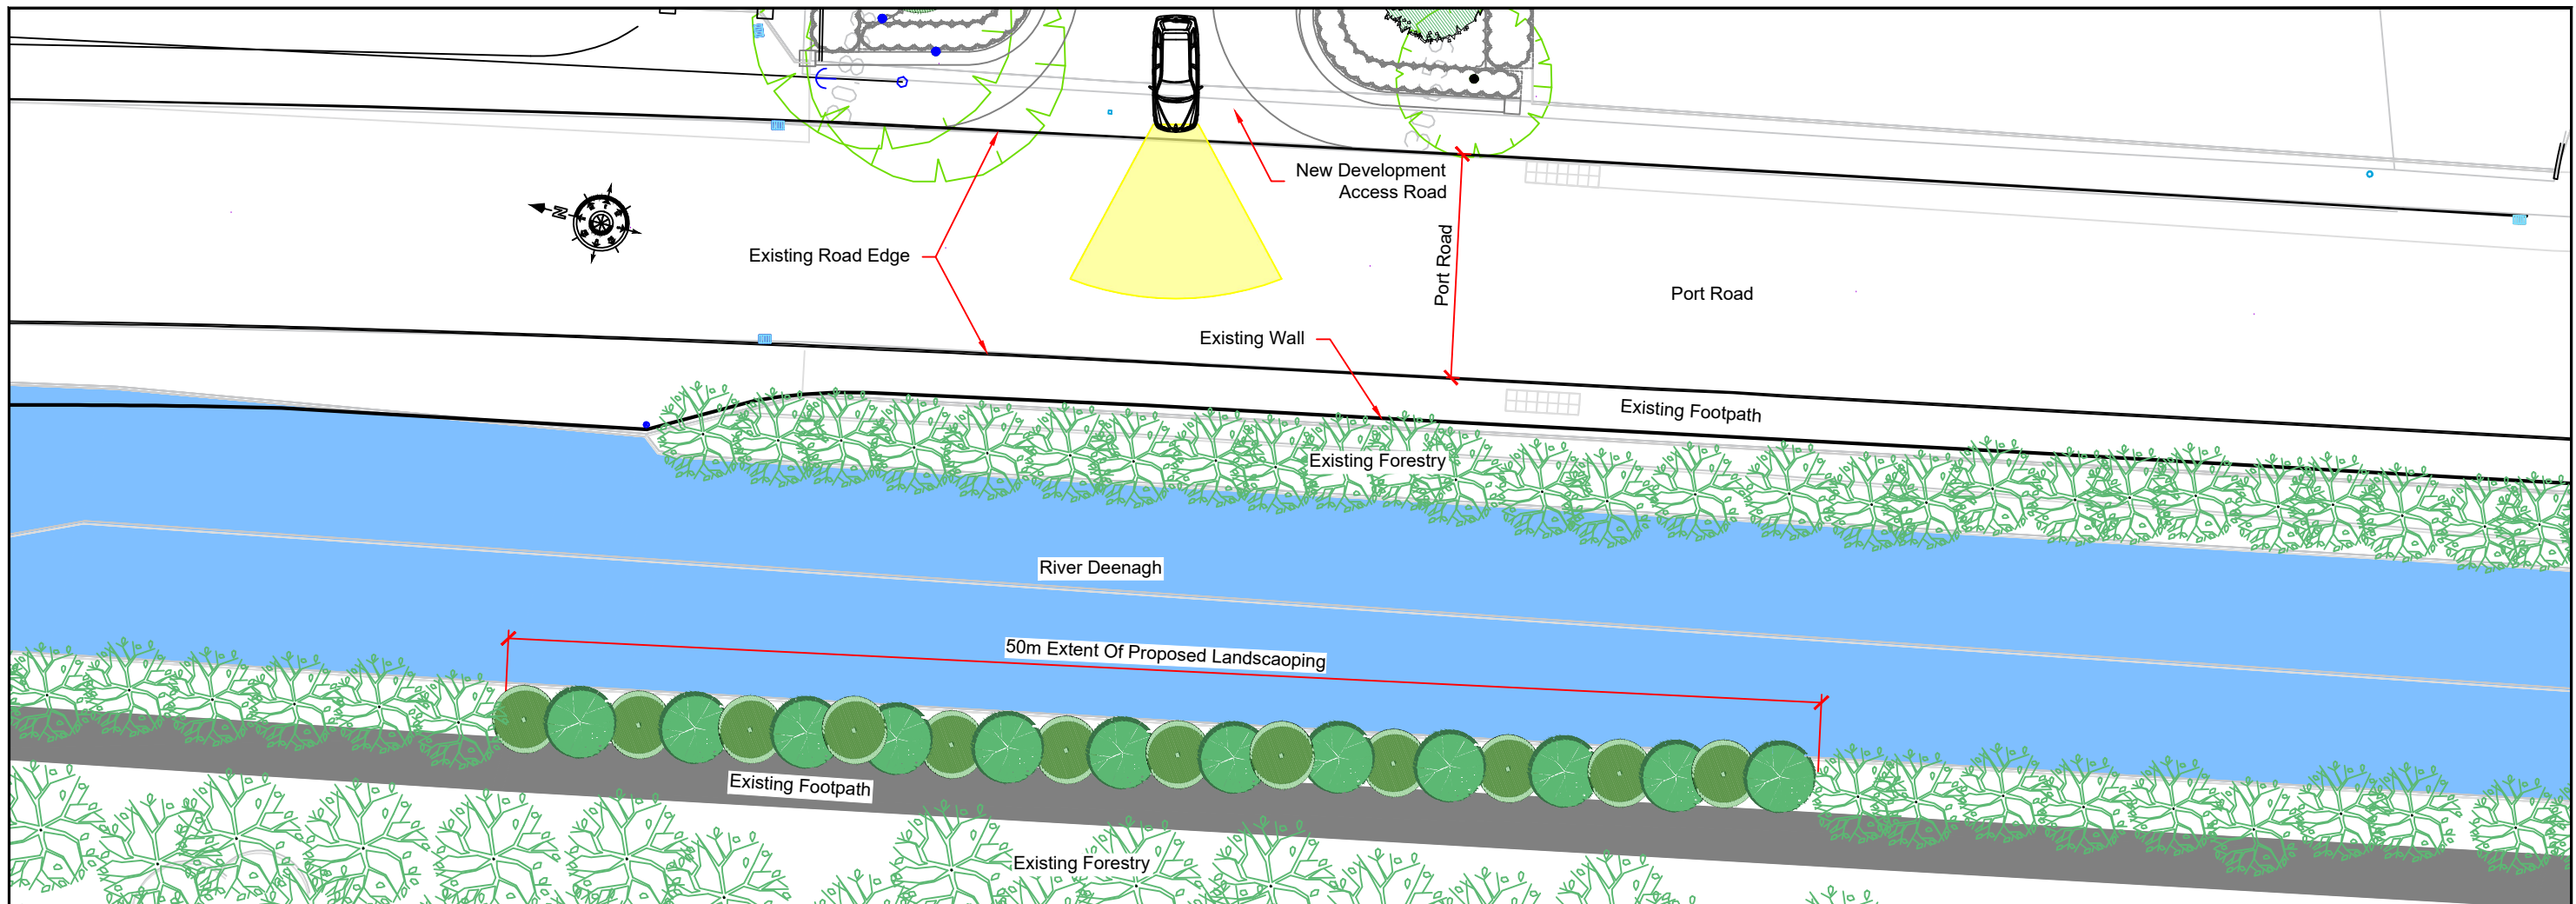 New Development
Access Road
N
Existing Road Edge
Port Road
Port Road
Existing Wall
Existing Footpath
Existing Forestry
River Deenagh
50m Extent Of Proposed Landscaoping
Existing Footpath
Existing Forestry